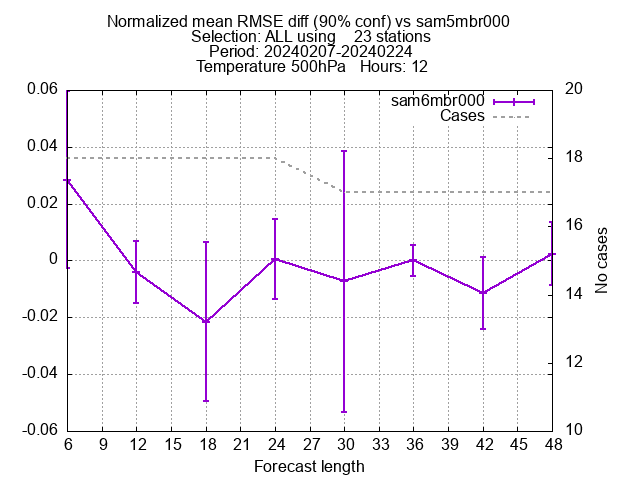 Normalized mean RMSE diff (90% conf) vs sam5mbr000
Selection: ALL using    23 stations
Period: 20240207-20240224
Temperature 500hPa   Hours: 12
sam6mbr000
Cases
0.06
0.04
0.02
0
-0.02
-0.04
-0.06
20
18
16
14
12
10
No cases
6 9 12 15 18 21 24 27 30 33 36 39 42 45 48
Forecast length